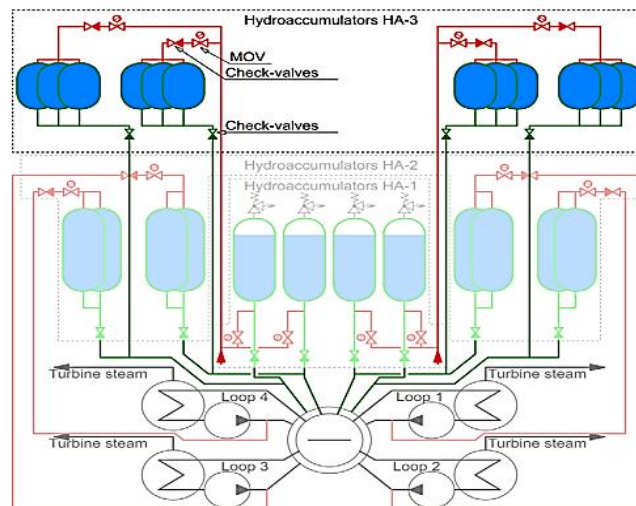 Hydroaccumulators HA-3
MOV
Check-valves
Check-valves
Hydroaccumulators HA-2
Hydroaccumulators HA-1
Turbine steam
Turbine steam
Loop 4
Loop 1
Turbine steam
Turbine steam
Loop 3
Loop 2